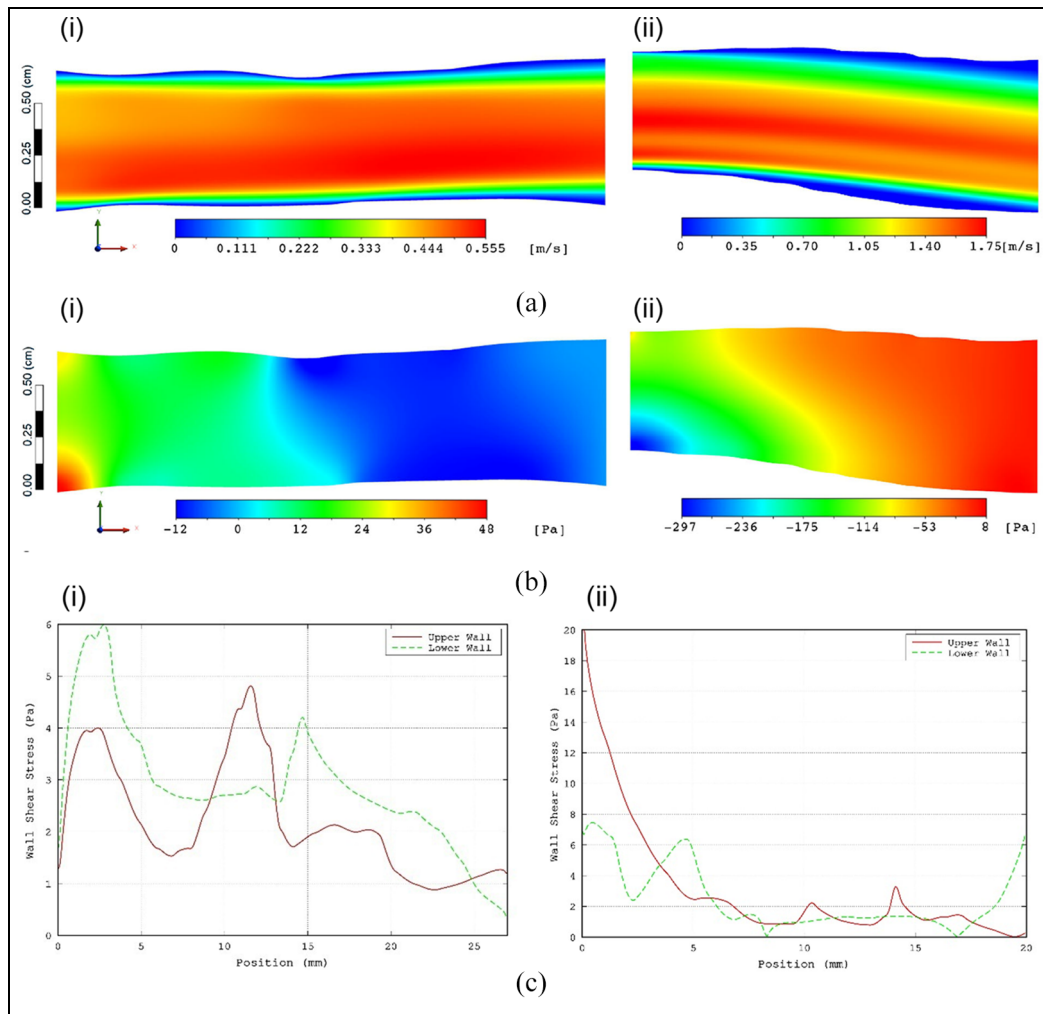 (i)
(ii)
0.50 (cm)
0.25
0.00
Y
X
0 0.111 0.222 0.333 0.444 0.555
[m/s]
0 0.35 0.70 1.05 1.40 1.75[m/s]
(a)
(i)
(ii)
0.50 (cm)
0.25
0.00
Y
X
-12 0 12 24 36 48
[Pa]
-297 -236 -175 -114 -53 8
[Pa]
(b)
(i)
(ii)
Upper Wall
Lower Wall
6
5
4
3
2
1
0
Wall Shear Stress (Pa)
0 5 10 15 20 25
Position (mm)
Upper Wall
Lower Wall
20
18
16
14
12
10
8
6
4
2
0
Wall Shear Stress (Pa)
0 5 10 15 20
Position (mm)
(c)